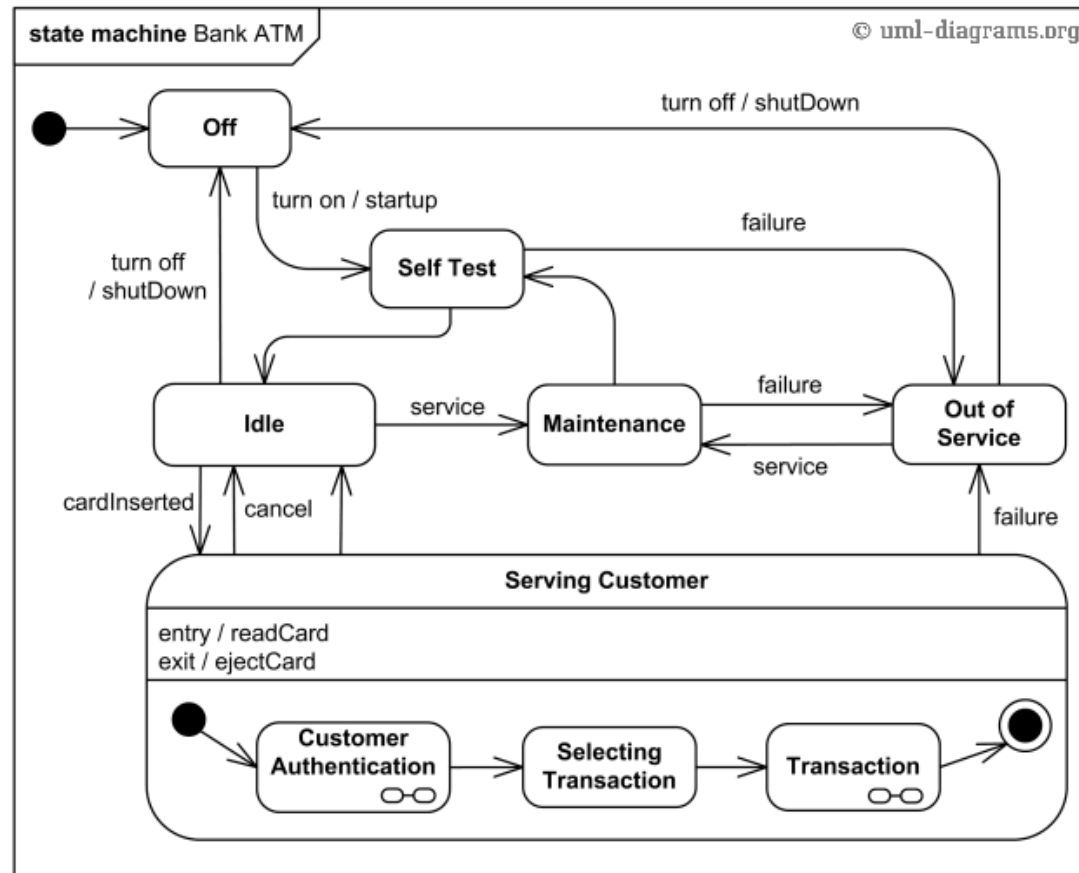 state machine Bank ATM
© uml-diagrams.org
turn off / shutDown
Off
turn on / startup
failure
turn off
/ shutDown
Self Test
Idle
service
Maintenance
failure
service
Out of
Service
cardInserted
cancel
failure
Serving Customer
entry / readCard
exit / ejectCard
Customer
Authentication
Selecting
Transaction
Transaction